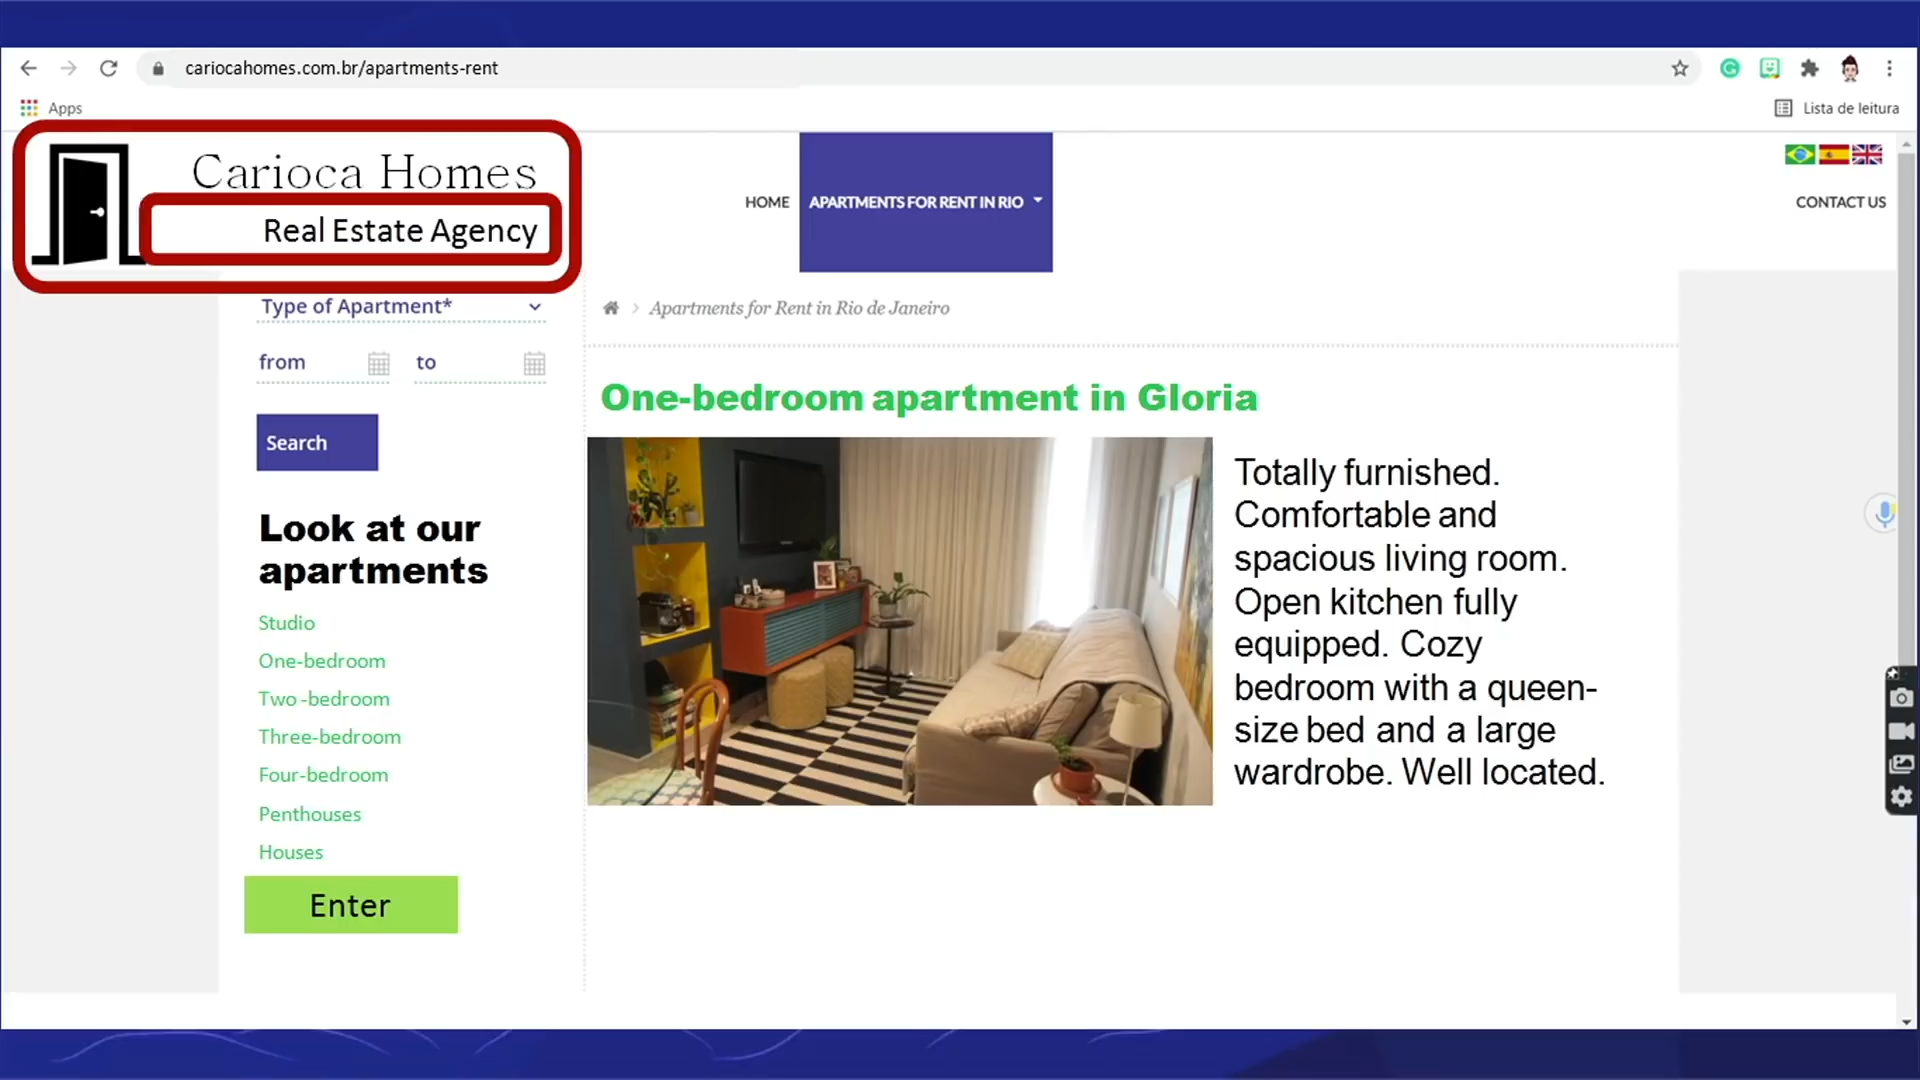 cariocahomes.com.br/apartments-rent
Apps
Lista de leitura
Carioca Homes
Real Estate Agency
HOME
APARTMENTS FOR RENT IN RIO
CONTACT US
Type of Apartment*
from
to
Search
Apartments for Rent in Rio de Janeiro
One-bedroom apartment in Gloria
Totally furnished.
Comfortable and
spacious living room.
Open kitchen fully
equipped. Cozy
bedroom with a queen-
size bed and a large
wardrobe. Well located.
Look at our
apartments
Studio
One-bedroom
Two -bedroom
Three-bedroom
Four-bedroom
Penthouses
Houses
Enter